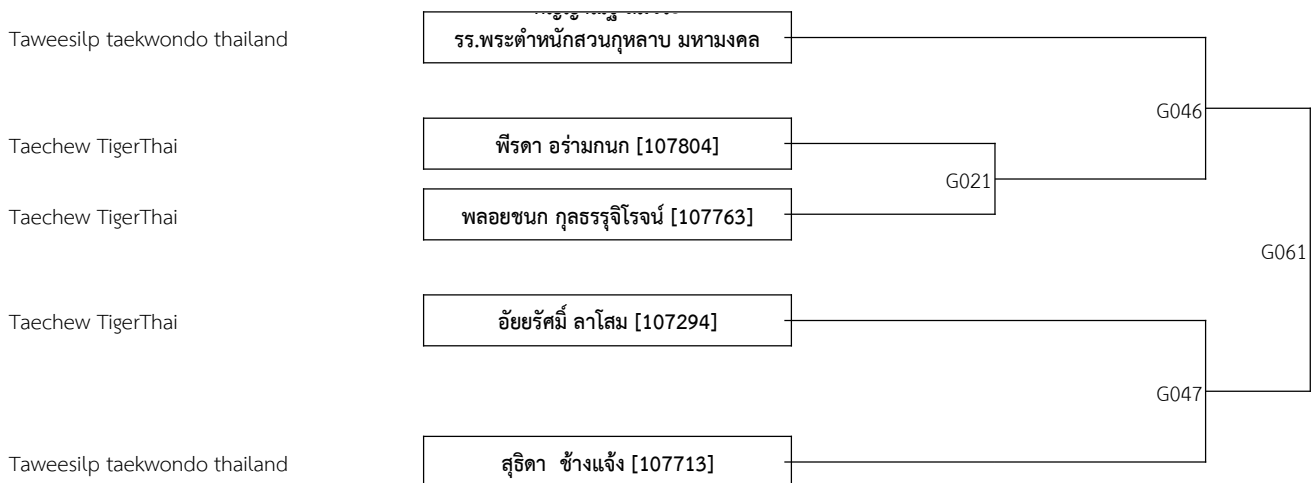 Taweesilp taekwondo thailand
รร.พระตำหนักสวนกุหลาบ มหามงคล
G046
Taechew TigerThai
พีรดา อร่ามกนก [107804]
G021
Taechew TigerThai
พลอยชนก กุลธรรุจิโรจน์ [107763]
G061
Taechew TigerThai
อัยยรัศมิ์ ลาโสม [107294]
G047
Taweesilp taekwondo thailand
สุธิดา ช้างแจ้ง [107713]